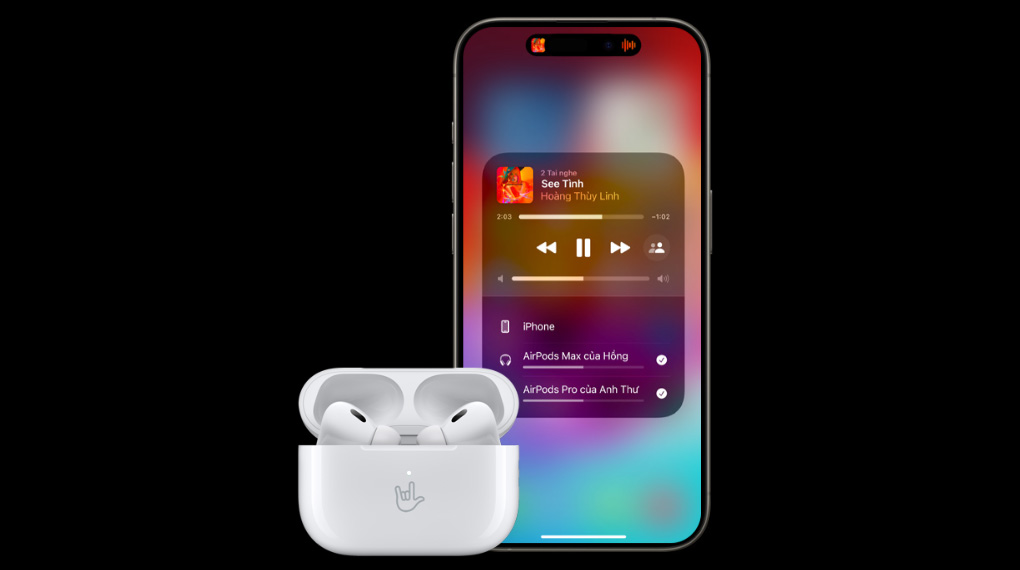 2 Tai nghe
See Tình
Hoàng Thùy Linh
2:03
-1:02
iPhone
AirPods Max của Hồng
AirPods Pro của Anh Thư